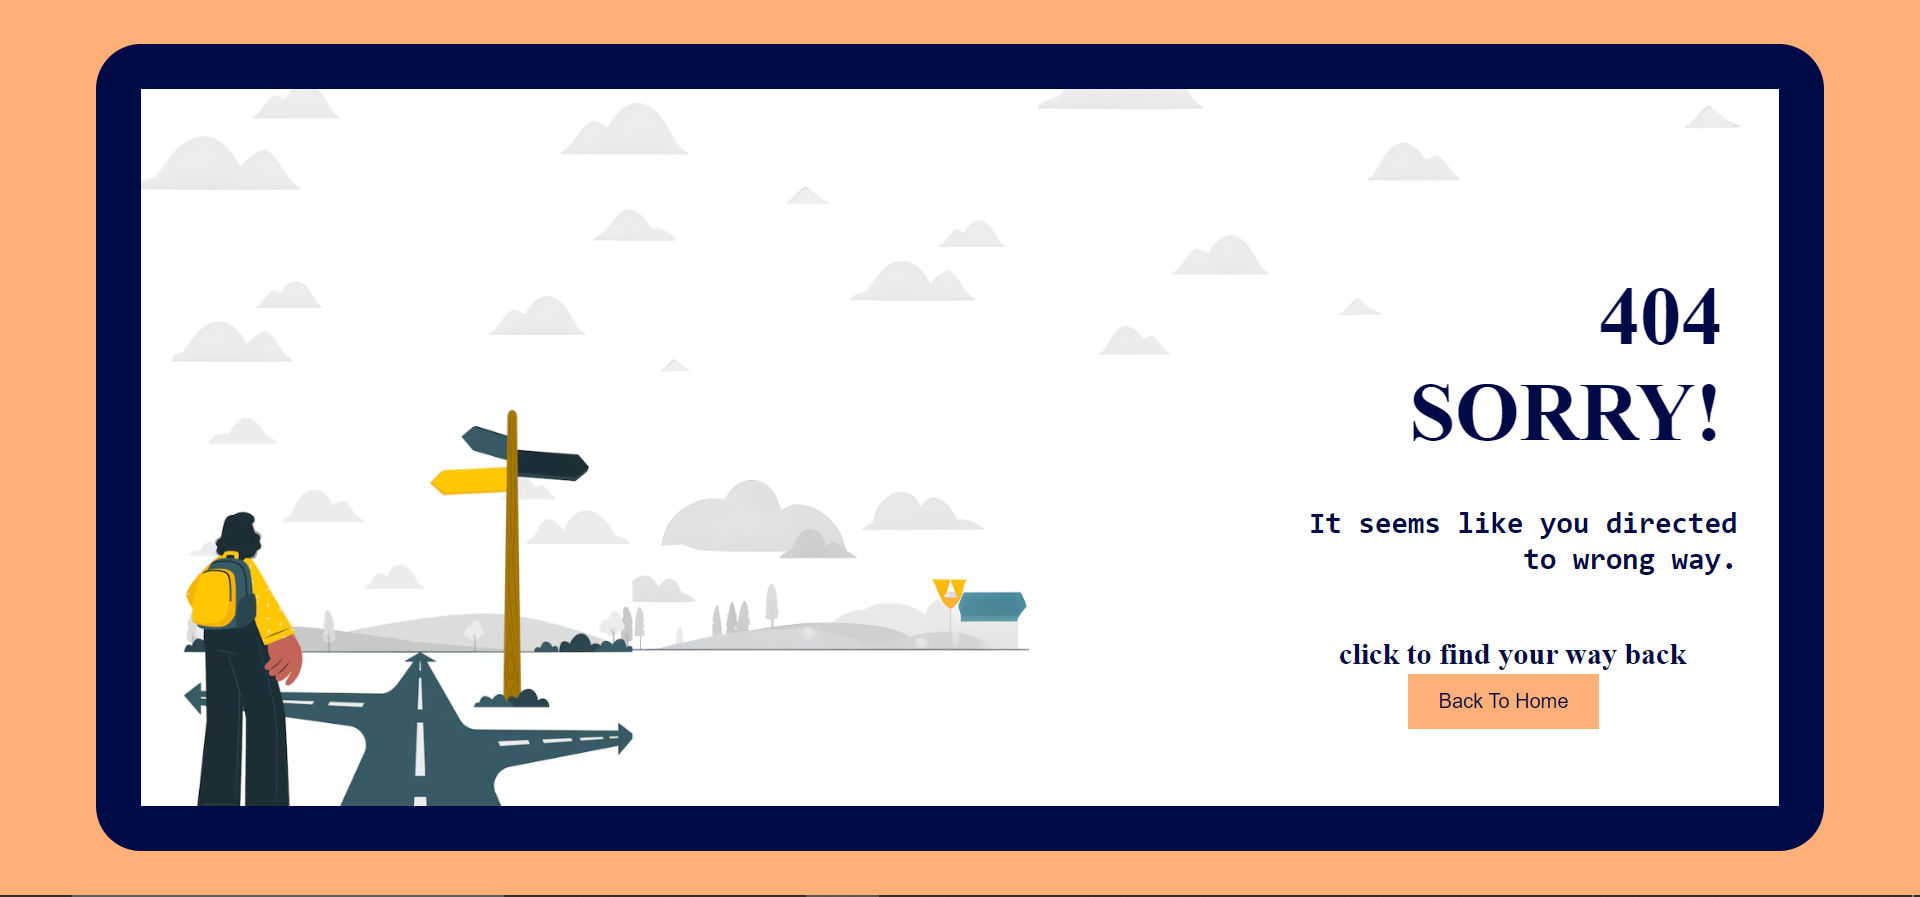 404
SORRY!
It seems like you directed
to wrong way.
click to find your way back
Back To Home